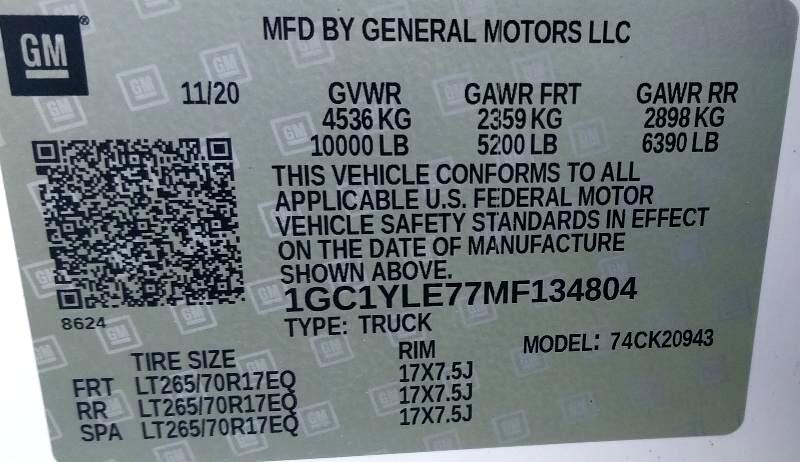 GM®
MFD BY GENERAL MOTORS LLC
11/20 GVWR GAWR FRT GAWR RR
4536 KG 2359 KG 2898 KG
10000 LB 5200 LB 6390 LB
THIS VEHICLE CONFORMS TO ALL
APPLICABLE U.S. FEDERAL MOTOR
VEHICLE SAFETY STANDARDS IN EFFECT
ON THE DATE OF MANUFACTURE
SHOWN ABOVE.
1GC1YLE77MF134804
8624
TYPE: TRUCK
MODEL: 74CK20943
TIRE SIZE RIM
FRT LT265/70R17EQ 17X7.5J
RR LT265/70R17EQ 17X7.5J
SPA LT265/70R17EQ 17X7.5J